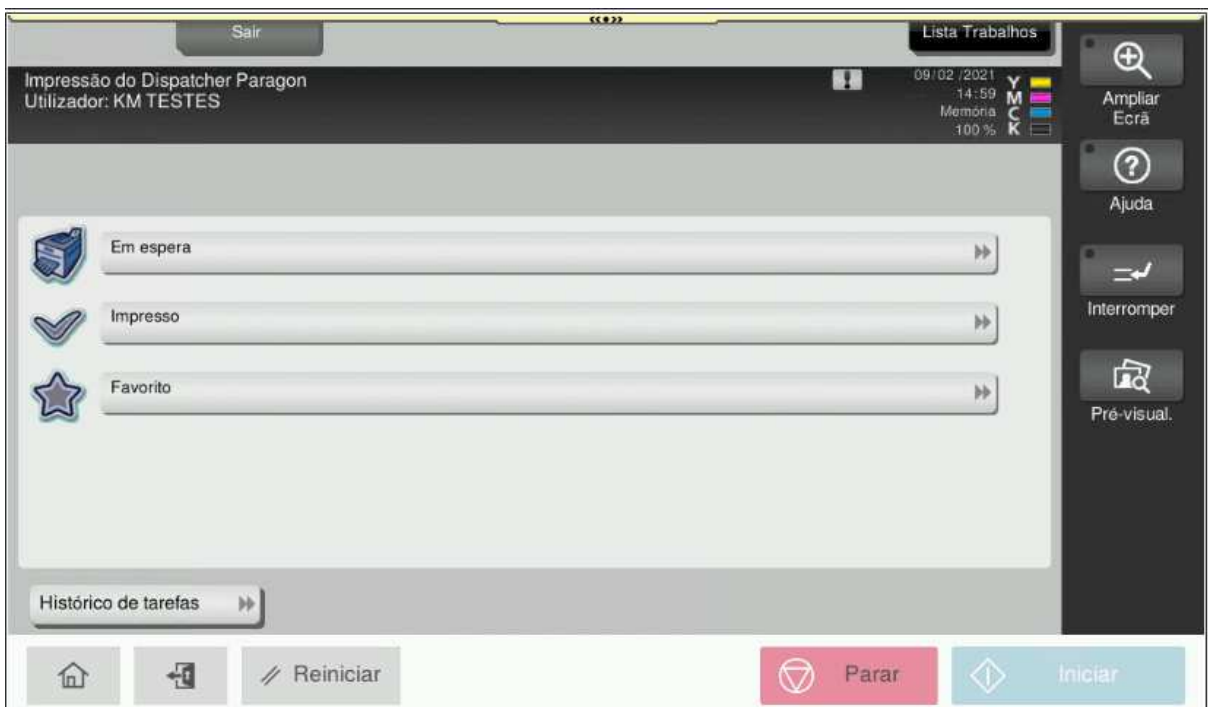 Sair
Lista Trabalhos
Impressão do Dispatcher Paragon
Utilizador: KM TESTES
09/02 /2021
14:59
Memória
100 %
Y
M
C
K
Ampliar
Ecrã
Ajuda
Em espera
Interromper
Impresso
Favorito
Pré-visual.
Histórico de tarefas
Reiniciar
Parar
Iniciar